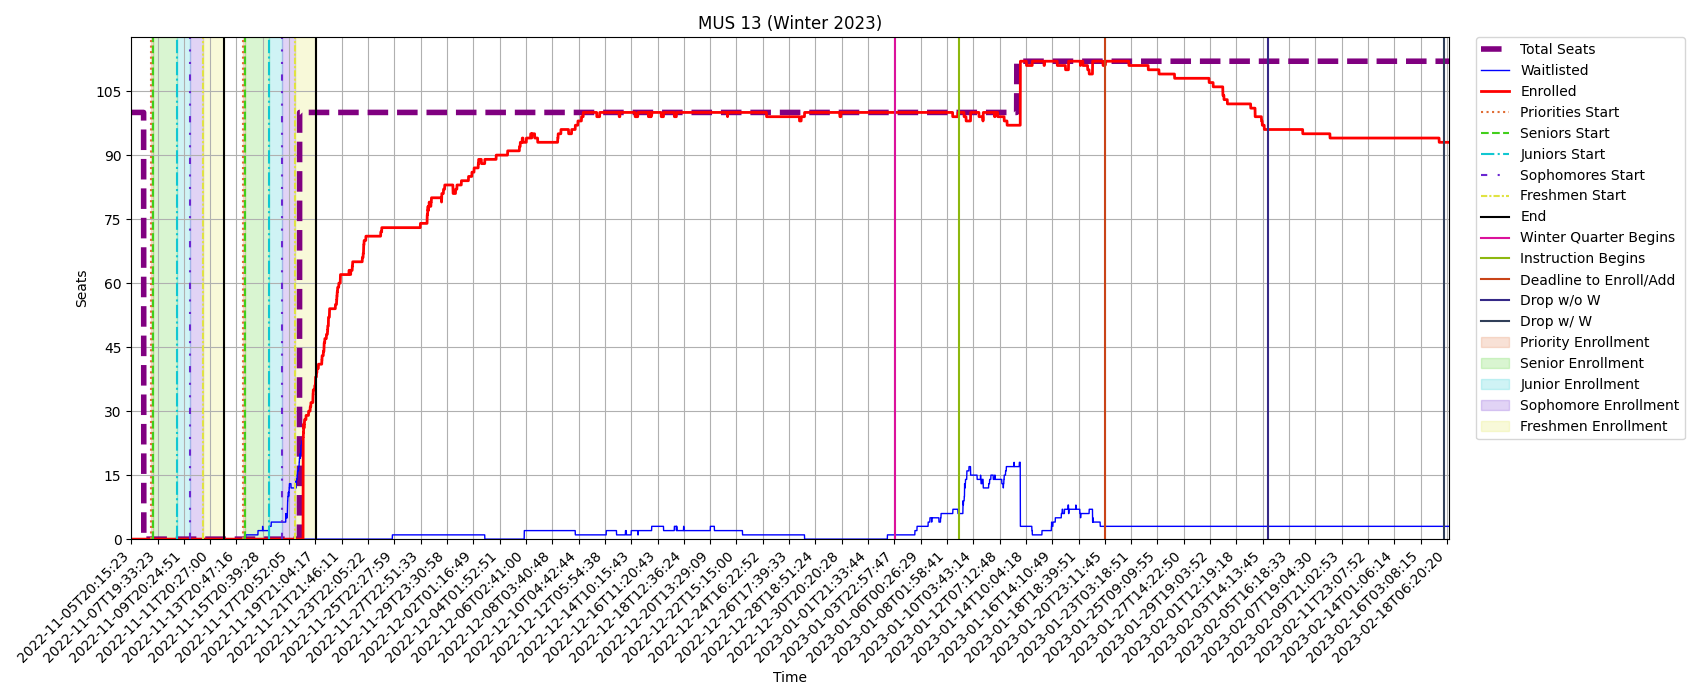 MUS 13 (Winter 2023)
Total Seats
Waitlisted
Enrolled
Priorities Start
Seniors Start
Juniors Start
Sophomores Start
Freshmen Start
End
Winter Quarter Begins
Instruction Begins
Deadline to Enroll/Add
Drop w/o W
Drop w/ W
Priority Enrollment
Senior Enrollment
Junior Enrollment
Sophomore Enrollment
Freshmen Enrollment
Seats
105
90
75
60
45
30
15
0
2022-11-05T20:15:23
2022-11-07T19:33:23
2022-11-09T20:24:51
2022-11-11T20:27:00
2022-11-13T20:47:16
2022-11-15T20:39:28
2022-11-17T20:52:05
2022-11-19T21:04:17
2022-11-21T21:46:11
2022-11-23T22:05:22
2022-11-25T22:27:59
2022-11-27T22:51:33
2022-11-29T23:30:58
2022-12-02T01:16:49
2022-12-04T01:52:51
2022-12-06T02:41:00
2022-12-08T03:40:48
2022-12-10T04:42:44
2022-12-12T05:54:38
2022-12-14T10:15:43
2022-12-16T11:20:43
2022-12-18T12:36:24
2022-12-20T13:29:09
2022-12-22T15:15:00
2022-12-24T16:22:52
2022-12-26T17:39:33
2022-12-28T18:51:24
2022-12-30T20:20:28
2023-01-01T21:33:44
2023-01-03T22:57:47
2023-01-06T00:26:29
2023-01-08T01:58:41
2023-01-10T03:43:14
2023-01-12T07:12:48
2023-01-14T10:04:18
2023-01-16T14:10:49
2023-01-18T18:39:51
2023-01-20T23:11:45
2023-01-23T03:18:51
2023-01-25T09:09:55
2023-01-27T14:22:50
2023-01-29T19:03:52
2023-02-01T12:19:18
2023-02-03T14:13:45
2023-02-05T16:18:33
2023-02-07T19:04:30
2023-02-09T21:02:53
2023-02-11T23:07:52
2023-02-14T01:06:14
2023-02-16T03:08:15
2023-02-18T06:20:20
Time